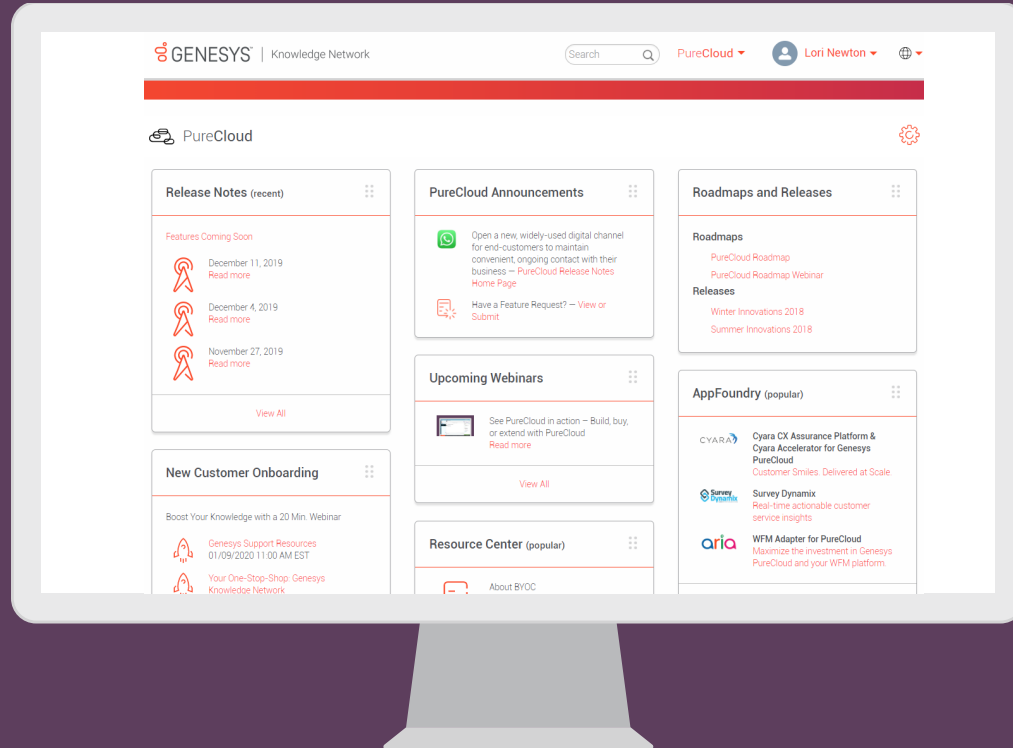 GENESYS™ | Knowledge Network
Search
PureCloud
Lori Newton
PureCloud
Release Notes (recent)
Features Coming Soon
December 11, 2019
Read more
December 4, 2019
Read more
November 27, 2019
Read more
View All
New Customer Onboarding
Boost Your Knowledge with a 20 Min. Webinar
Genesys Support Resources
01/09/2020 11:00 AM EST
Your One-Stop-Shop: Genesys
Knowledge Network
PureCloud Announcements
Open a new, widely-used digital channel
for end-customers to maintain
convenient, ongoing contact with their
business — PureCloud Release Notes
Home Page
Have a Feature Request? — View or
Submit
Upcoming Webinars
See PureCloud in action – Build, buy,
or extend with PureCloud
Read more
View All
Resource Center (popular)
About BYOC
Roadmaps and Releases
Roadmaps
PureCloud Roadmap
PureCloud Roadmap Webinar
Releases
Winter Innovations 2018
Summer Innovations 2018
AppFoundry (popular)
CYARA
Cyara CX Assurance Platform &
Cyara Accelerator for Genesys
PureCloud
Customer Smiles. Delivered at Scale.
Survey
Dynamix
Survey Dynamix
Real-time actionable customer
service insights
aria
WFM Adapter for PureCloud
Maximize the investment in Genesys
PureCloud and your WFM platform.